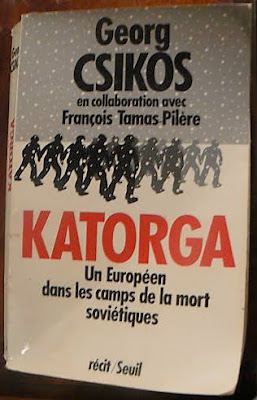 Georg
CSIKOS
en collaboration avec
François Tamas-Pilère
KATORGA
Un Européen
dans les camps de la mort
soviétiques
récit/Seuil
KATORGA